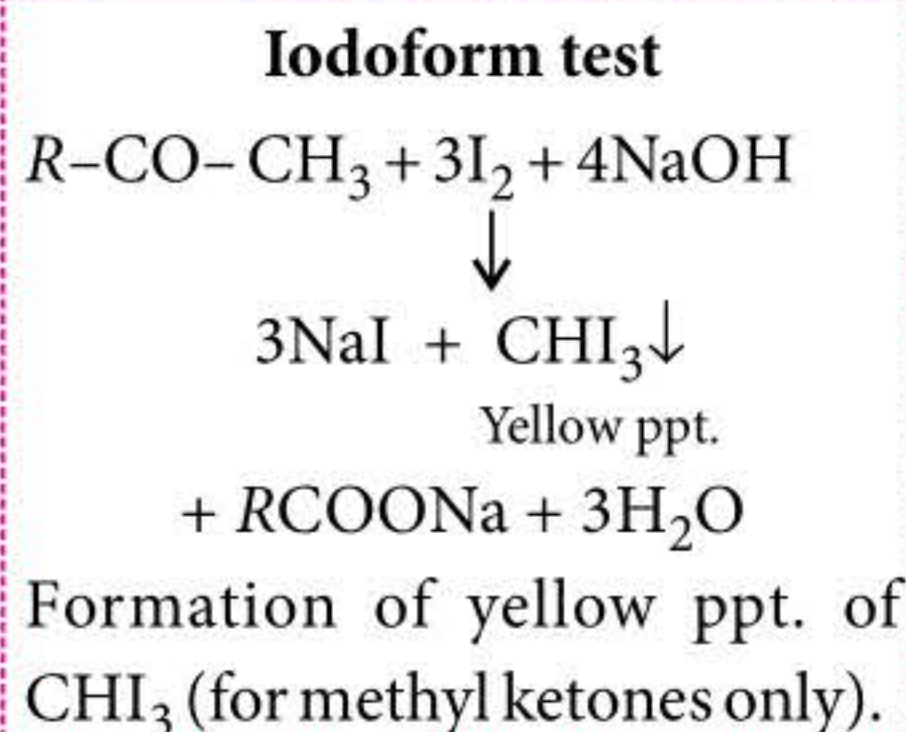 Iodoform test
R–CO–CH₃ + 3I₂ + 4NaOH
↓
3NaI + CHI₃↓
Yellow ppt.
+ RCOONa + 3H₂O
Formation of yellow ppt. of
CHI₃ (for methyl ketones only).